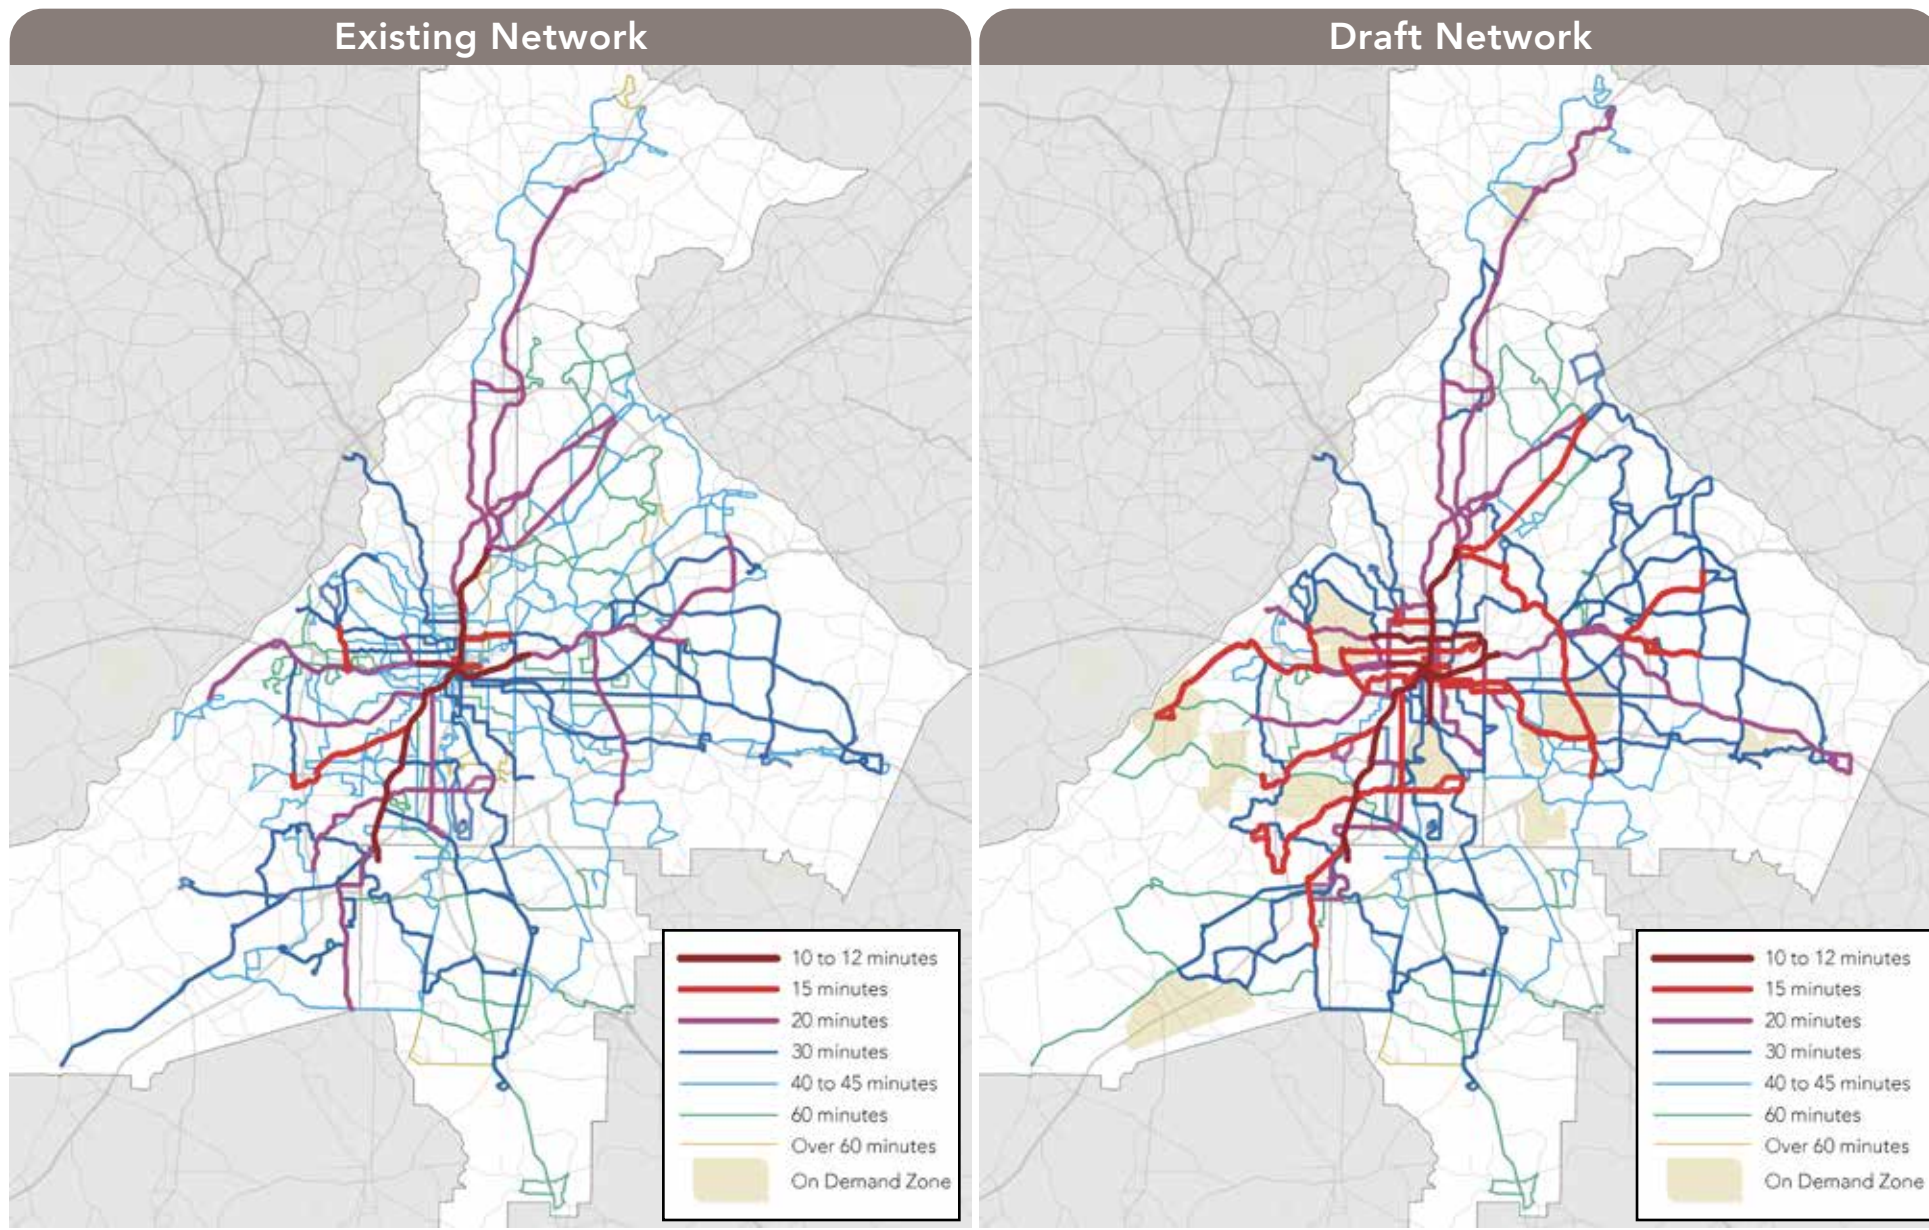 Existing Network
10 to 12 minutes
15 minutes
20 minutes
30 minutes
40 to 45 minutes
60 minutes
Over 60 minutes
On Demand Zone
Draft Network
10 to 12 minutes
15 minutes
20 minutes
30 minutes
40 to 45 minutes
60 minutes
Over 60 minutes
On Demand Zone